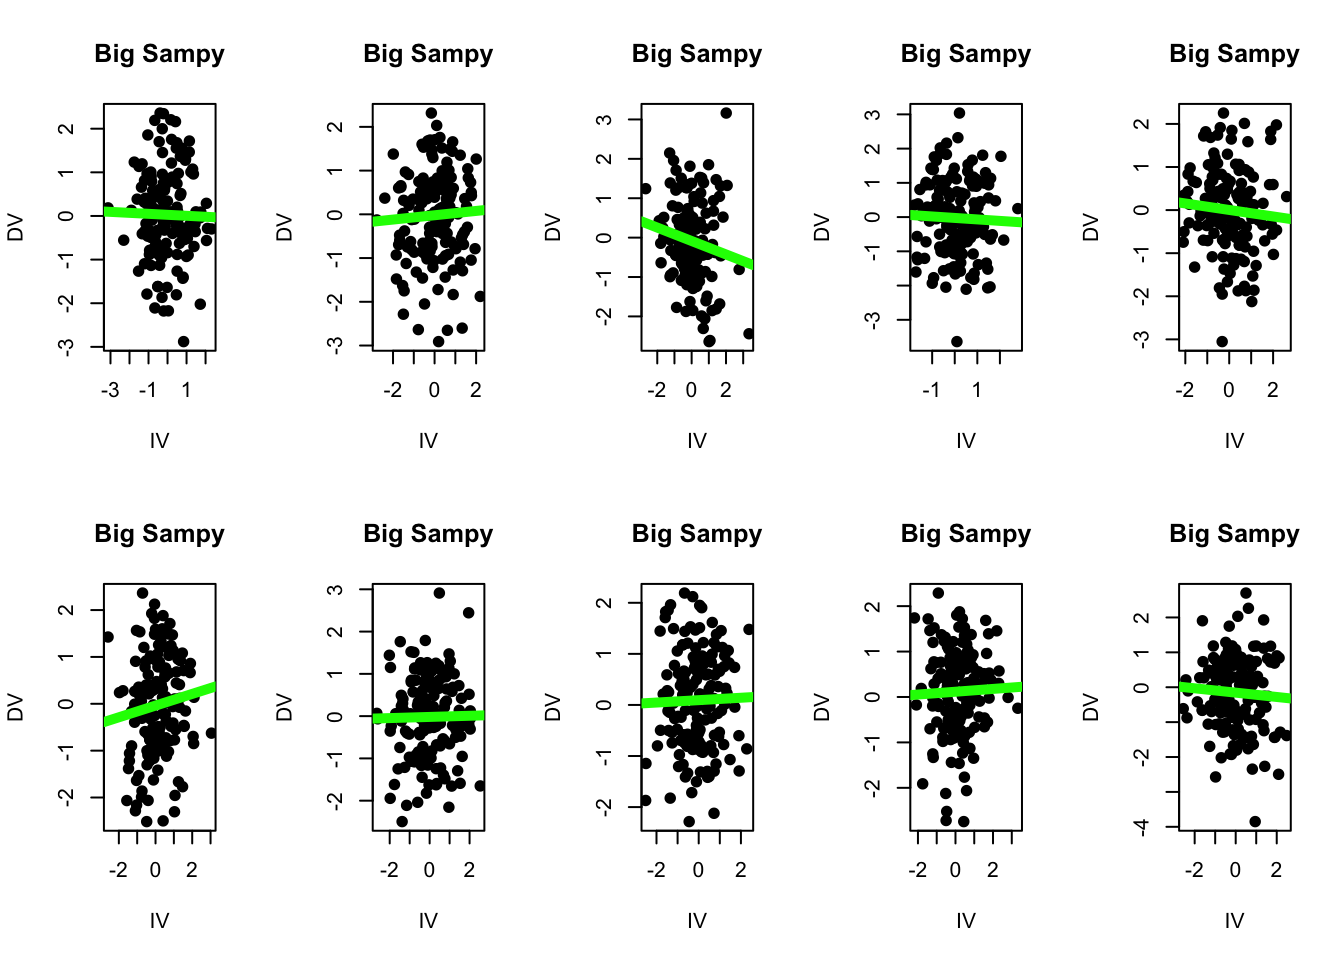 Big Sampy Big Sampy Big Sampy Big Sampy Big Sampy
DV DV DV DV DV
2 1 0 -1 -2 -3
2 1 0 -1 -2 -3
3 2 1 0 -1 -2
3 2 1 0 -1 -3
2 1 0 -1 -2 -3
-3 -1 1
-2 0 2
-2 0 2
-1 1
-2 0 2
IV IV IV IV IV
Big Sampy Big Sampy Big Sampy Big Sampy Big Sampy
DV DV DV DV DV
2 1 0 -1 -2
3 2 1 0 -1 -2
2 1 0 -1 -2
2 1 0 -1 -2
2 1 0 -2 -4
-2 0 2
-2 0 2
-2 0 2
-2 0 2
-2 0 2
IV IV IV IV IV